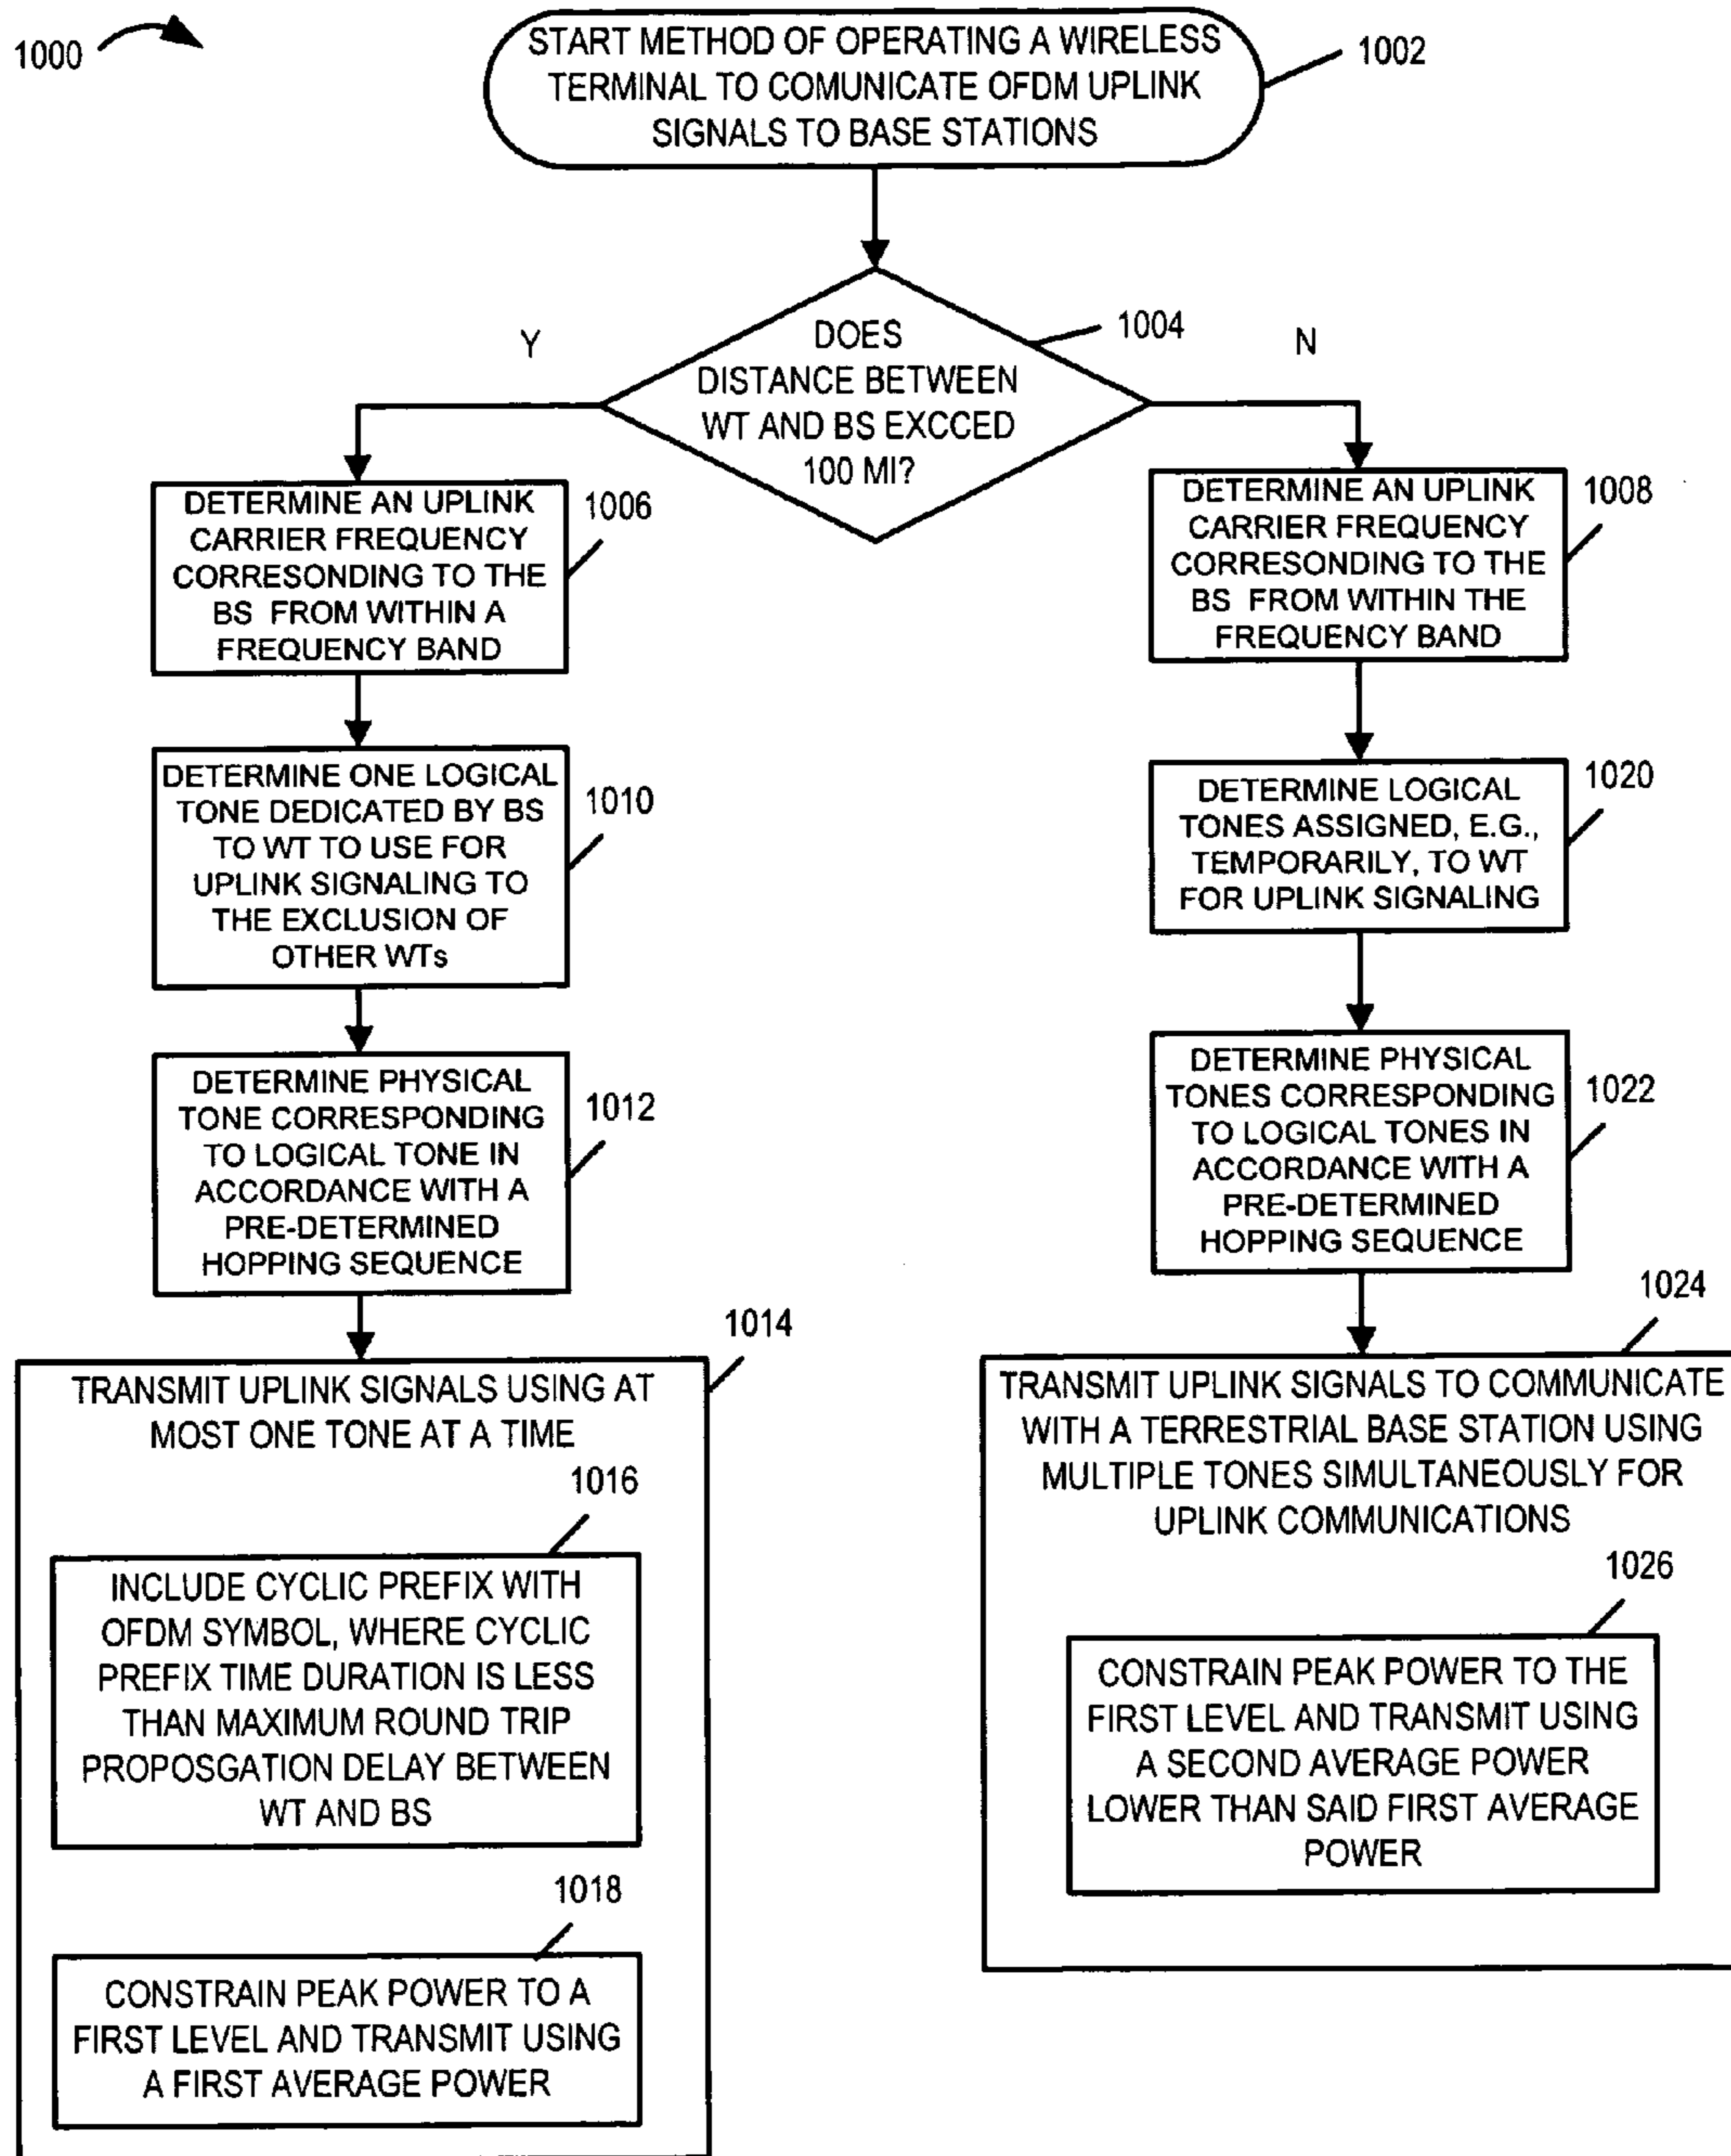 1000
START METHOD OF OPERATING A WIRELESS
TERMINAL TO COMUNICATE OFDM UPLINK
SIGNALS TO BASE STATIONS
1002
DOES
DISTANCE BETWEEN
WT AND BS EXCCED
100 MI?
1004
Y
N
DETERMINE AN UPLINK
CARRIER FREQUENCY
CORRESONDING TO THE
BS FROM WITHIN A
FREQUENCY BAND
1006
DETERMINE AN UPLINK
CARRIER FREQUENCY
CORRESONDING TO THE
BS FROM WITHIN THE
FREQUENCY BAND
1008
DETERMINE ONE LOGICAL
TONE DEDICATED BY BS
TO WT TO USE FOR
UPLINK SIGNALING TO
THE EXCLUSION OF
OTHER WTs
1010
DETERMINE LOGICAL
TONES ASSIGNED, E.G.,
TEMPORARILY, TO WT
FOR UPLINK SIGNALING
1020
DETERMINE PHYSICAL
TONE CORRESPONDING
TO LOGICAL TONE IN
ACCORDANCE WITH A
PRE-DETERMINED
HOPPING SEQUENCE
1012
DETERMINE PHYSICAL
TONES CORRESPONDING
TO LOGICAL TONES IN
ACCORDANCE WITH A
PRE-DETERMINED
HOPPING SEQUENCE
1022
1014
TRANSMIT UPLINK SIGNALS USING AT
MOST ONE TONE AT A TIME
1016
INCLUDE CYCLIC PREFIX WITH
OFDM SYMBOL, WHERE CYCLIC
PREFIX TIME DURATION IS LESS
THAN MAXIMUM ROUND TRIP
PROPOSGATION DELAY BETWEEN
WT AND BS
1018
CONSTRAIN PEAK POWER TO A
FIRST LEVEL AND TRANSMIT USING
A FIRST AVERAGE POWER
1024
TRANSMIT UPLINK SIGNALS TO COMMUNICATE
WITH A TERRESTRIAL BASE STATION USING
MULTIPLE TONES SIMULTANEOUSLY FOR
UPLINK COMMUNICATIONS
1026
CONSTRAIN PEAK POWER TO THE
FIRST LEVEL AND TRANSMIT USING
A SECOND AVERAGE POWER
LOWER THAN SAID FIRST AVERAGE
POWER